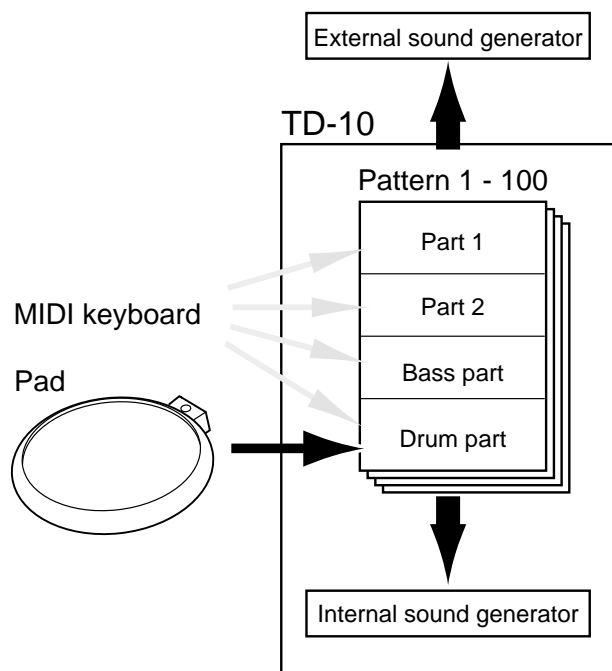 External sound generator
TD-10
Pattern 1 - 100
Part 1
Part 2
MIDI keyboard
Bass part
Pad
Drum part
Internal sound generator